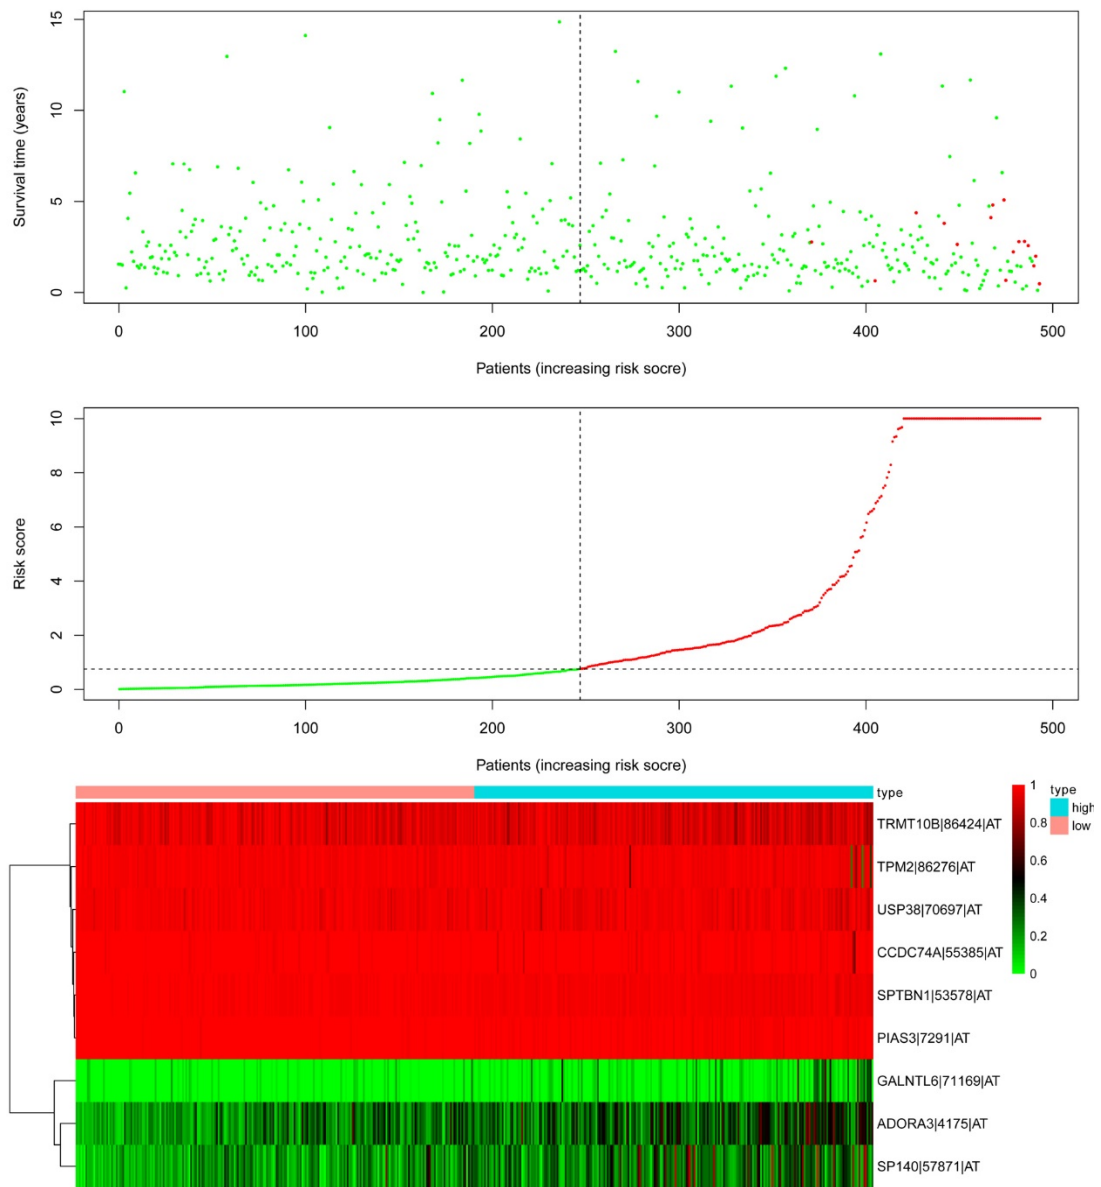 15
10
5
0
Survival time (years)
0 100 200 300 400 500
Patients (increasing risk socre)
10
8
6
4
2
0
Risk score
0 100 200 300 400 500
Patients (increasing risk socre)
type
TRMT10B|86424|AT
TPM2|86276|AT
USP38|70697|AT
CCDC74A|55385|AT
SPTBN1|53578|AT
PIAS3|7291|AT
GALNTL6|71169|AT
ADORA3|4175|AT
SP140|57871|AT
1
0.8
0.6
0.4
0.2
0
type
high
low